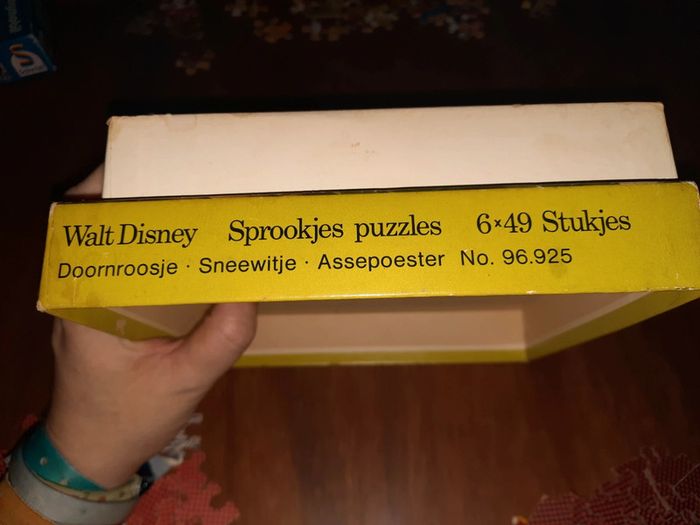 Walt Disney Sprookjes puzzles 6×49 Stukjes
Doornroosje · Sneewitje · Assepoester No. 96.925